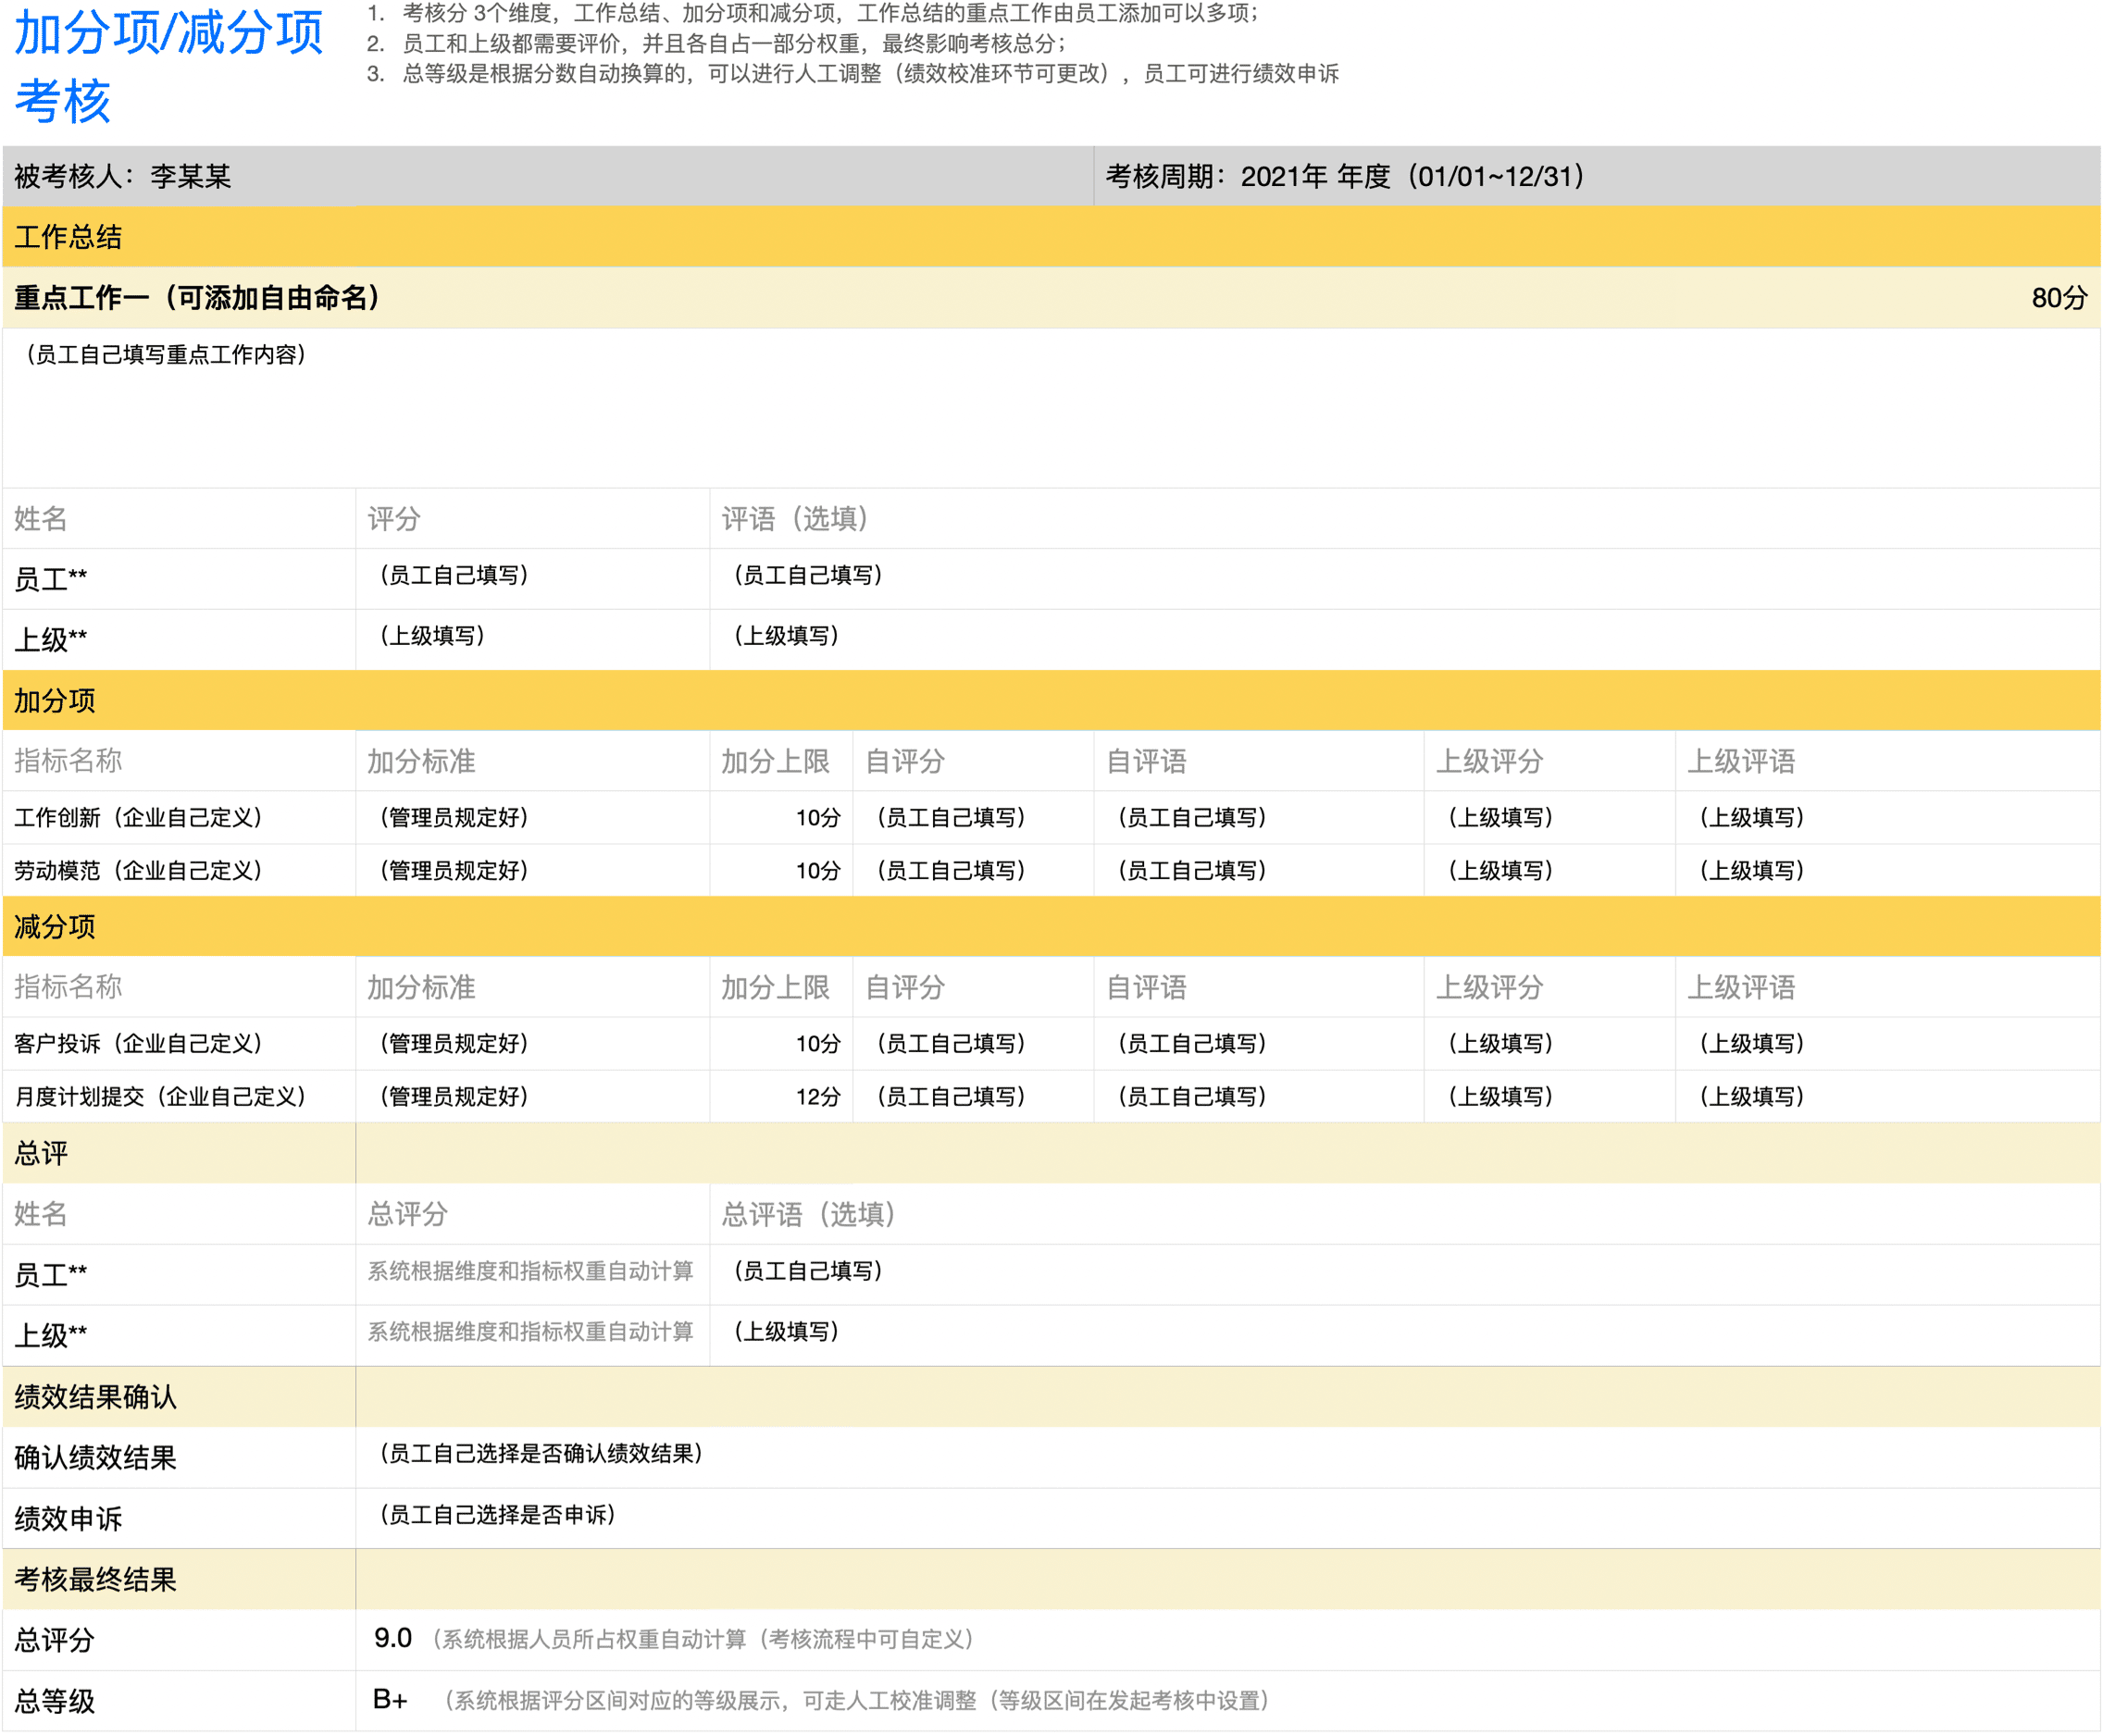 加分项/减分项
考核
1. 考核分 3个维度，工作总结、加分项和减分项，工作总结的重点工作由员工添加可以多项；
2. 员工和上级都需要评价，并且各自占一部分权重，最终影响考核总分；
3. 总等级是根据分数自动换算的，可以进行人工调整（绩效校准环节可更改），员工可进行绩效申诉
被考核人：李某某 考核周期：2021年 年度（01/01~12/31）
工作总结
重点工作一（可添加自由命名） 80分
（员工自己填写重点工作内容）
姓名 评分 评语（选填）
员工** （员工自己填写） （员工自己填写）
上级** （上级填写） （上级填写）
加分项
指标名称 加分标准 加分上限 自评分 自评语 上级评分 上级评语
工作创新（企业自己定义） （管理员规定好） 10分 （员工自己填写） （员工自己填写） （上级填写） （上级填写）
劳动模范（企业自己定义） （管理员规定好） 10分 （员工自己填写） （员工自己填写） （上级填写） （上级填写）
减分项
指标名称 加分标准 加分上限 自评分 自评语 上级评分 上级评语
客户投诉（企业自己定义） （管理员规定好） 10分 （员工自己填写） （员工自己填写） （上级填写） （上级填写）
月度计划提交（企业自己定义） （管理员规定好） 12分 （员工自己填写） （员工自己填写） （上级填写） （上级填写）
总评
姓名 总评分 总评语（选填）
员工** 系统根据维度和指标权重自动计算 （员工自己填写）
上级** 系统根据维度和指标权重自动计算 （上级填写）
绩效结果确认
确认绩效结果 （员工自己选择是否确认绩效结果）
绩效申诉 （员工自己选择是否申诉）
考核最终结果
总评分 9.0 （系统根据人员所占权重自动计算（考核流程中可自定义）
总等级 B+ （系统根据评分区间对应的等级展示，可走人工校准调整（等级区间在发起考核中设置）